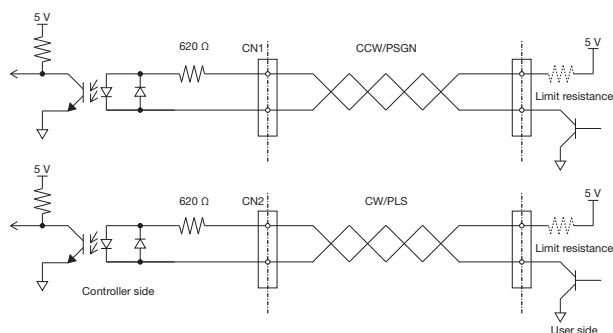 5 V
620 Ω
CN1
CCW/PSGN
5 V
Limit resistance
5 V
620 Ω
CN2
CW/PLS
5 V
Limit resistance
Controller side
User side